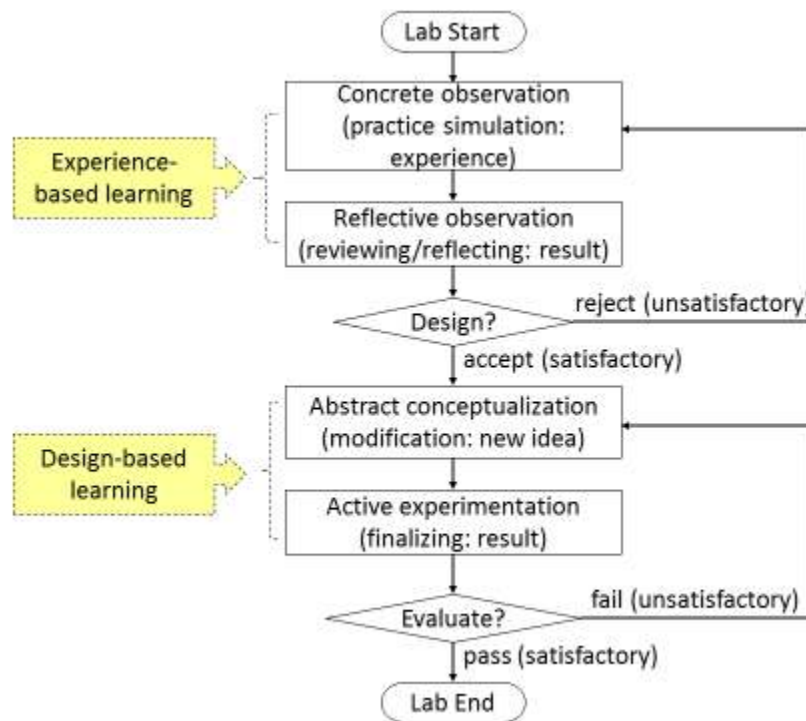 Lab Start
Concrete observation
(practice simulation:
experience)
Experience-
based learning
Reflective observation
(reviewing/reflecting: result)
Design?
reject (unsatisfactory)
accept (satisfactory)
Abstract conceptualization
(modification: new idea)
Design-based
learning
Active experimentation
(finalizing: result)
fail (unsatisfactory)
Evaluate?
pass (satisfactory)
Lab End